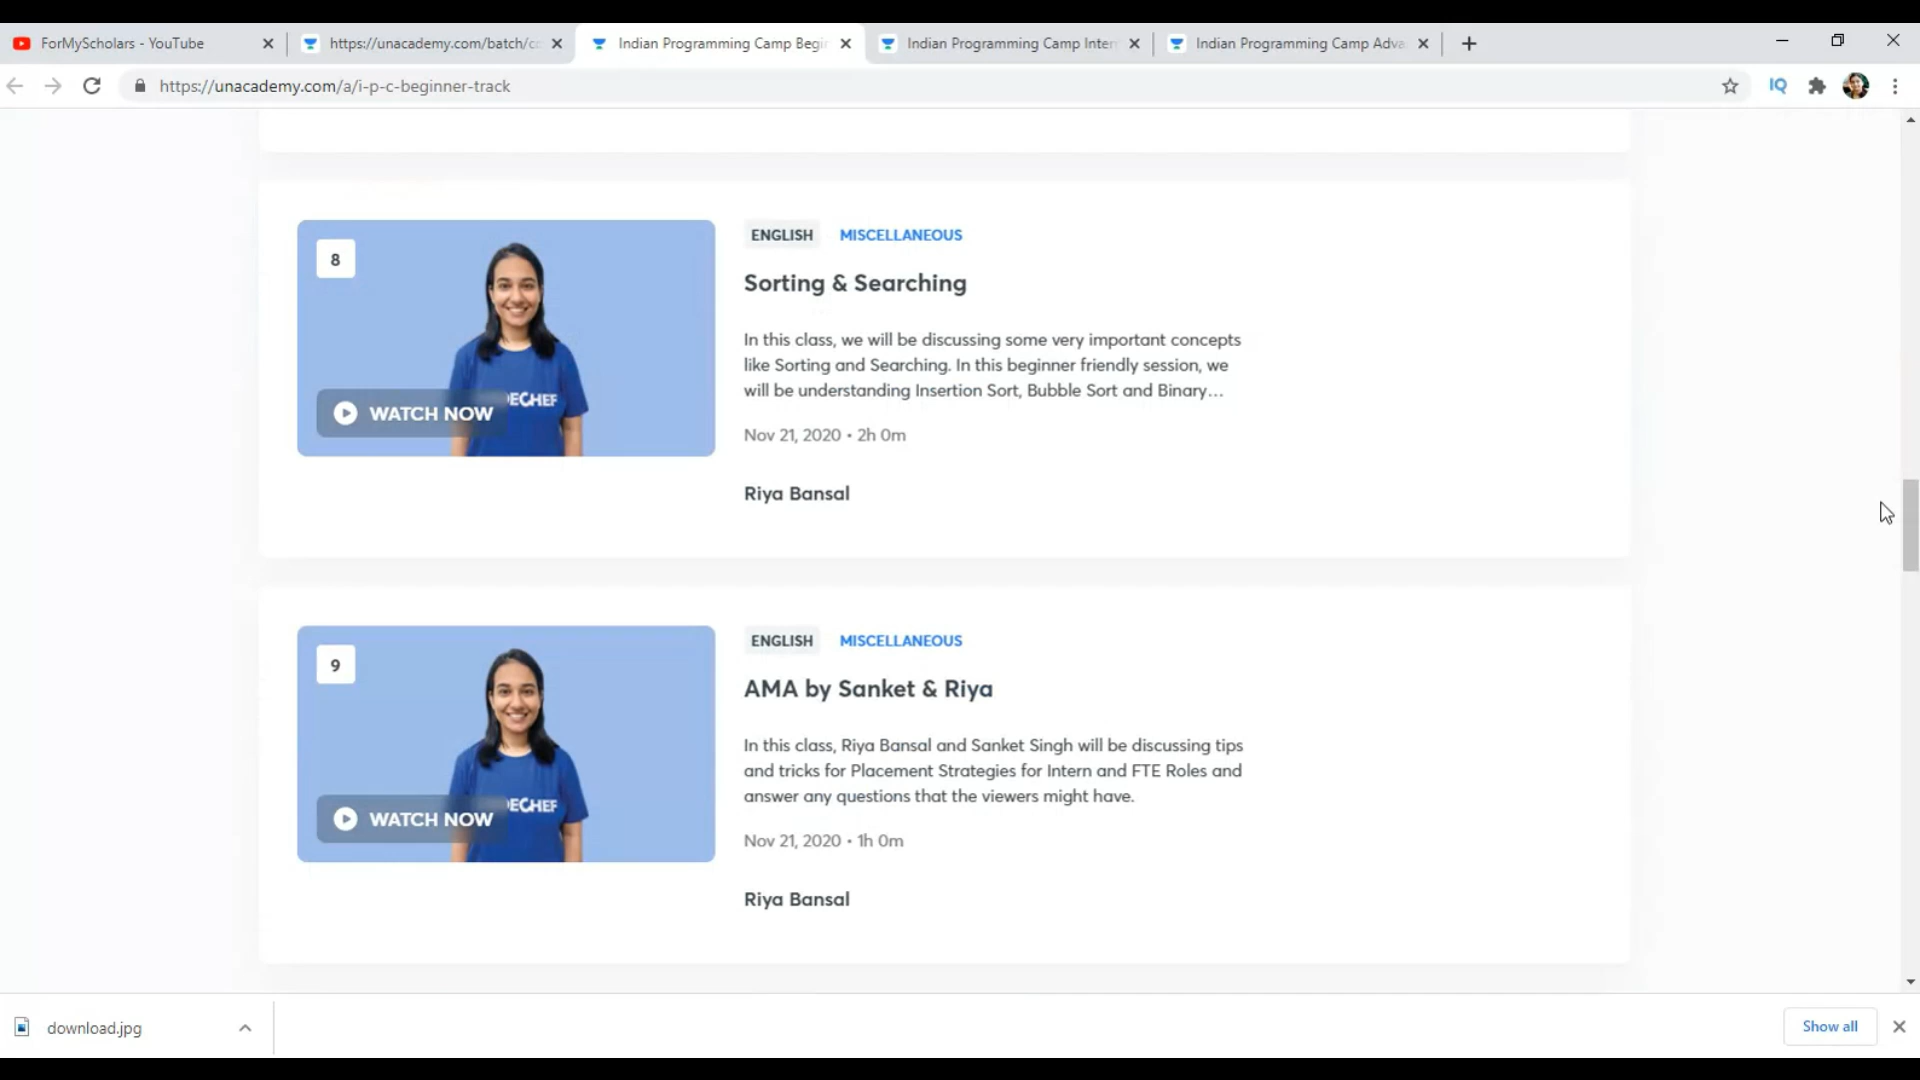 ForMyScholars - YouTube
https://unacademy.com/batch/cc
Indian Programming Camp Begin
Indian Programming Camp Inter
Indian Programming Camp Adva
https://unacademy.com/a/i-p-c-beginner-track
IQ
8
ECHEF
WATCH NOW
ENGLISH MISCELLANEOUS
Sorting & Searching
In this class, we will be discussing some very important concepts
like Sorting and Searching. In this beginner friendly session, we
will be understanding Insertion Sort, Bubble Sort and Binary...
Nov 21, 2020 • 2h 0m
Riya Bansal
9
ECHEF
WATCH NOW
ENGLISH MISCELLANEOUS
AMA by Sanket & Riya
In this class, Riya Bansal and Sanket Singh will be discussing tips
and tricks for Placement Strategies for Intern and FTE Roles and
answer any questions that the viewers might have.
Nov 21, 2020 • 1h 0m
Riya Bansal
download.jpg
Show all